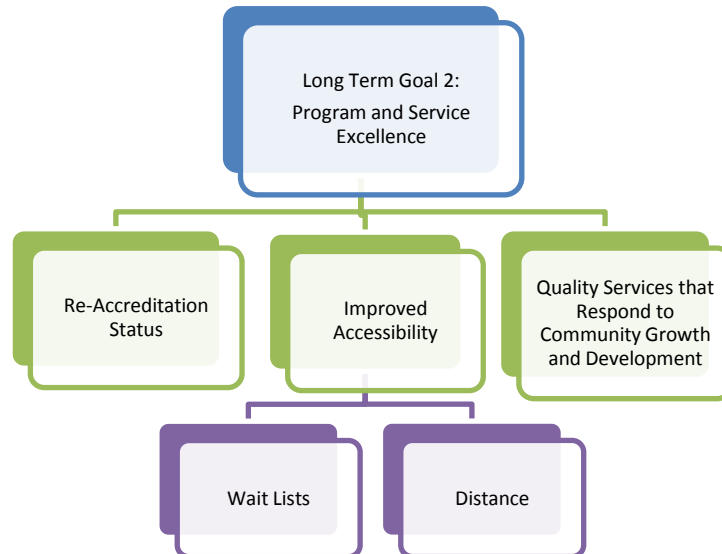 Long Term Goal 2:
Program and Service
Excellence
Re-Accreditation
Status
Improved
Accessibility
Quality Services that
Respond to
Community Growth
and Development
Wait Lists
Distance